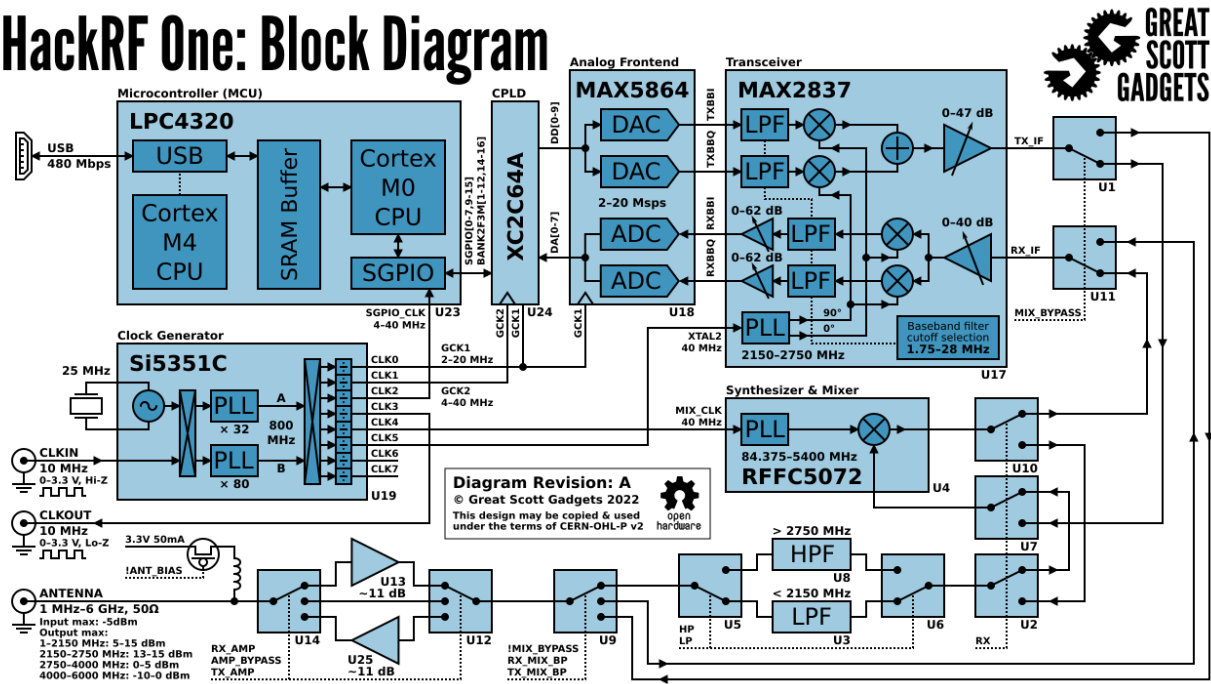 HackRF One: Block Diagram
GREAT
SCOTT
GADGETS
Microcontroller (MCU)
LPC4320
USB
480 Mbps
USB
Cortex
M4
CPU
SRAM Buffer
Cortex
M0
CPU
SGPIO
U23
SGPIO_CLK
4–40 MHz
SGPIO[0-7,9-15]
BANK2F3M[1-12,14-16]
CPLD
XC2C64A
GCK2
GCK1
U24
DD[0-9]
DA[0-7]
Analog Frontend
MAX5864
DAC
DAC
2–20 Msps
ADC
ADC
GCK1
U18
TXBBI
TXBBQ
RXBBI
RXBBQ
Transceiver
MAX2837
LPF
LPF
0–47 dB
0–62 dB
LPF
0–62 dB
LPF
0–40 dB
PLL
90°
0°
2150–2750 MHz
Baseband filter
cutoff selection
1.75–28 MHz
U17
XTAL2
40 MHz
TX_IF
U1
RX_IF
U11
MIX_BYPASS
Clock Generator
Si5351C
25 MHz
PLL
× 32
A
800
MHz
PLL
× 80
B
CLK0
CLK1
CLK2
CLK3
CLK4
CLK5
CLK6
CLK7
U19
GCK1
2–20 MHz
GCK2
4–40 MHz
CLKIN
10 MHz
0–3.3 V, Hi-Z
CLKOUT
10 MHz
0–3.3 V, Lo-Z
Synthesizer & Mixer
MIX_CLK
40 MHz
PLL
84.375–5400 MHz
RFFC5072
U4
U10
U7
Diagram Revision: A
© Great Scott Gadgets 2022
This design may be copied & used
under the terms of CERN-OHL-P v2
open
hardware
3.3V 50mA
!ANT_BIAS
ANTENNA
1 MHz–6 GHz, 50Ω
Input max: -5dBm
Output max:
1–2150 MHz: 5–15 dBm
2150–2750 MHz: 13–15 dBm
2750–4000 MHz: 0–5 dBm
4000–6000 MHz: -10–0 dBm
U14
U13
~11 dB
U25
~11 dB
U12
RX_AMP
AMP_BYPASS
TX_AMP
U9
!MIX_BYPASS
RX_MIX_BP
TX_MIX_BP
U5
HP
LP
> 2750 MHz
HPF
U8
< 2150 MHz
LPF
U3
U6
U2
RX